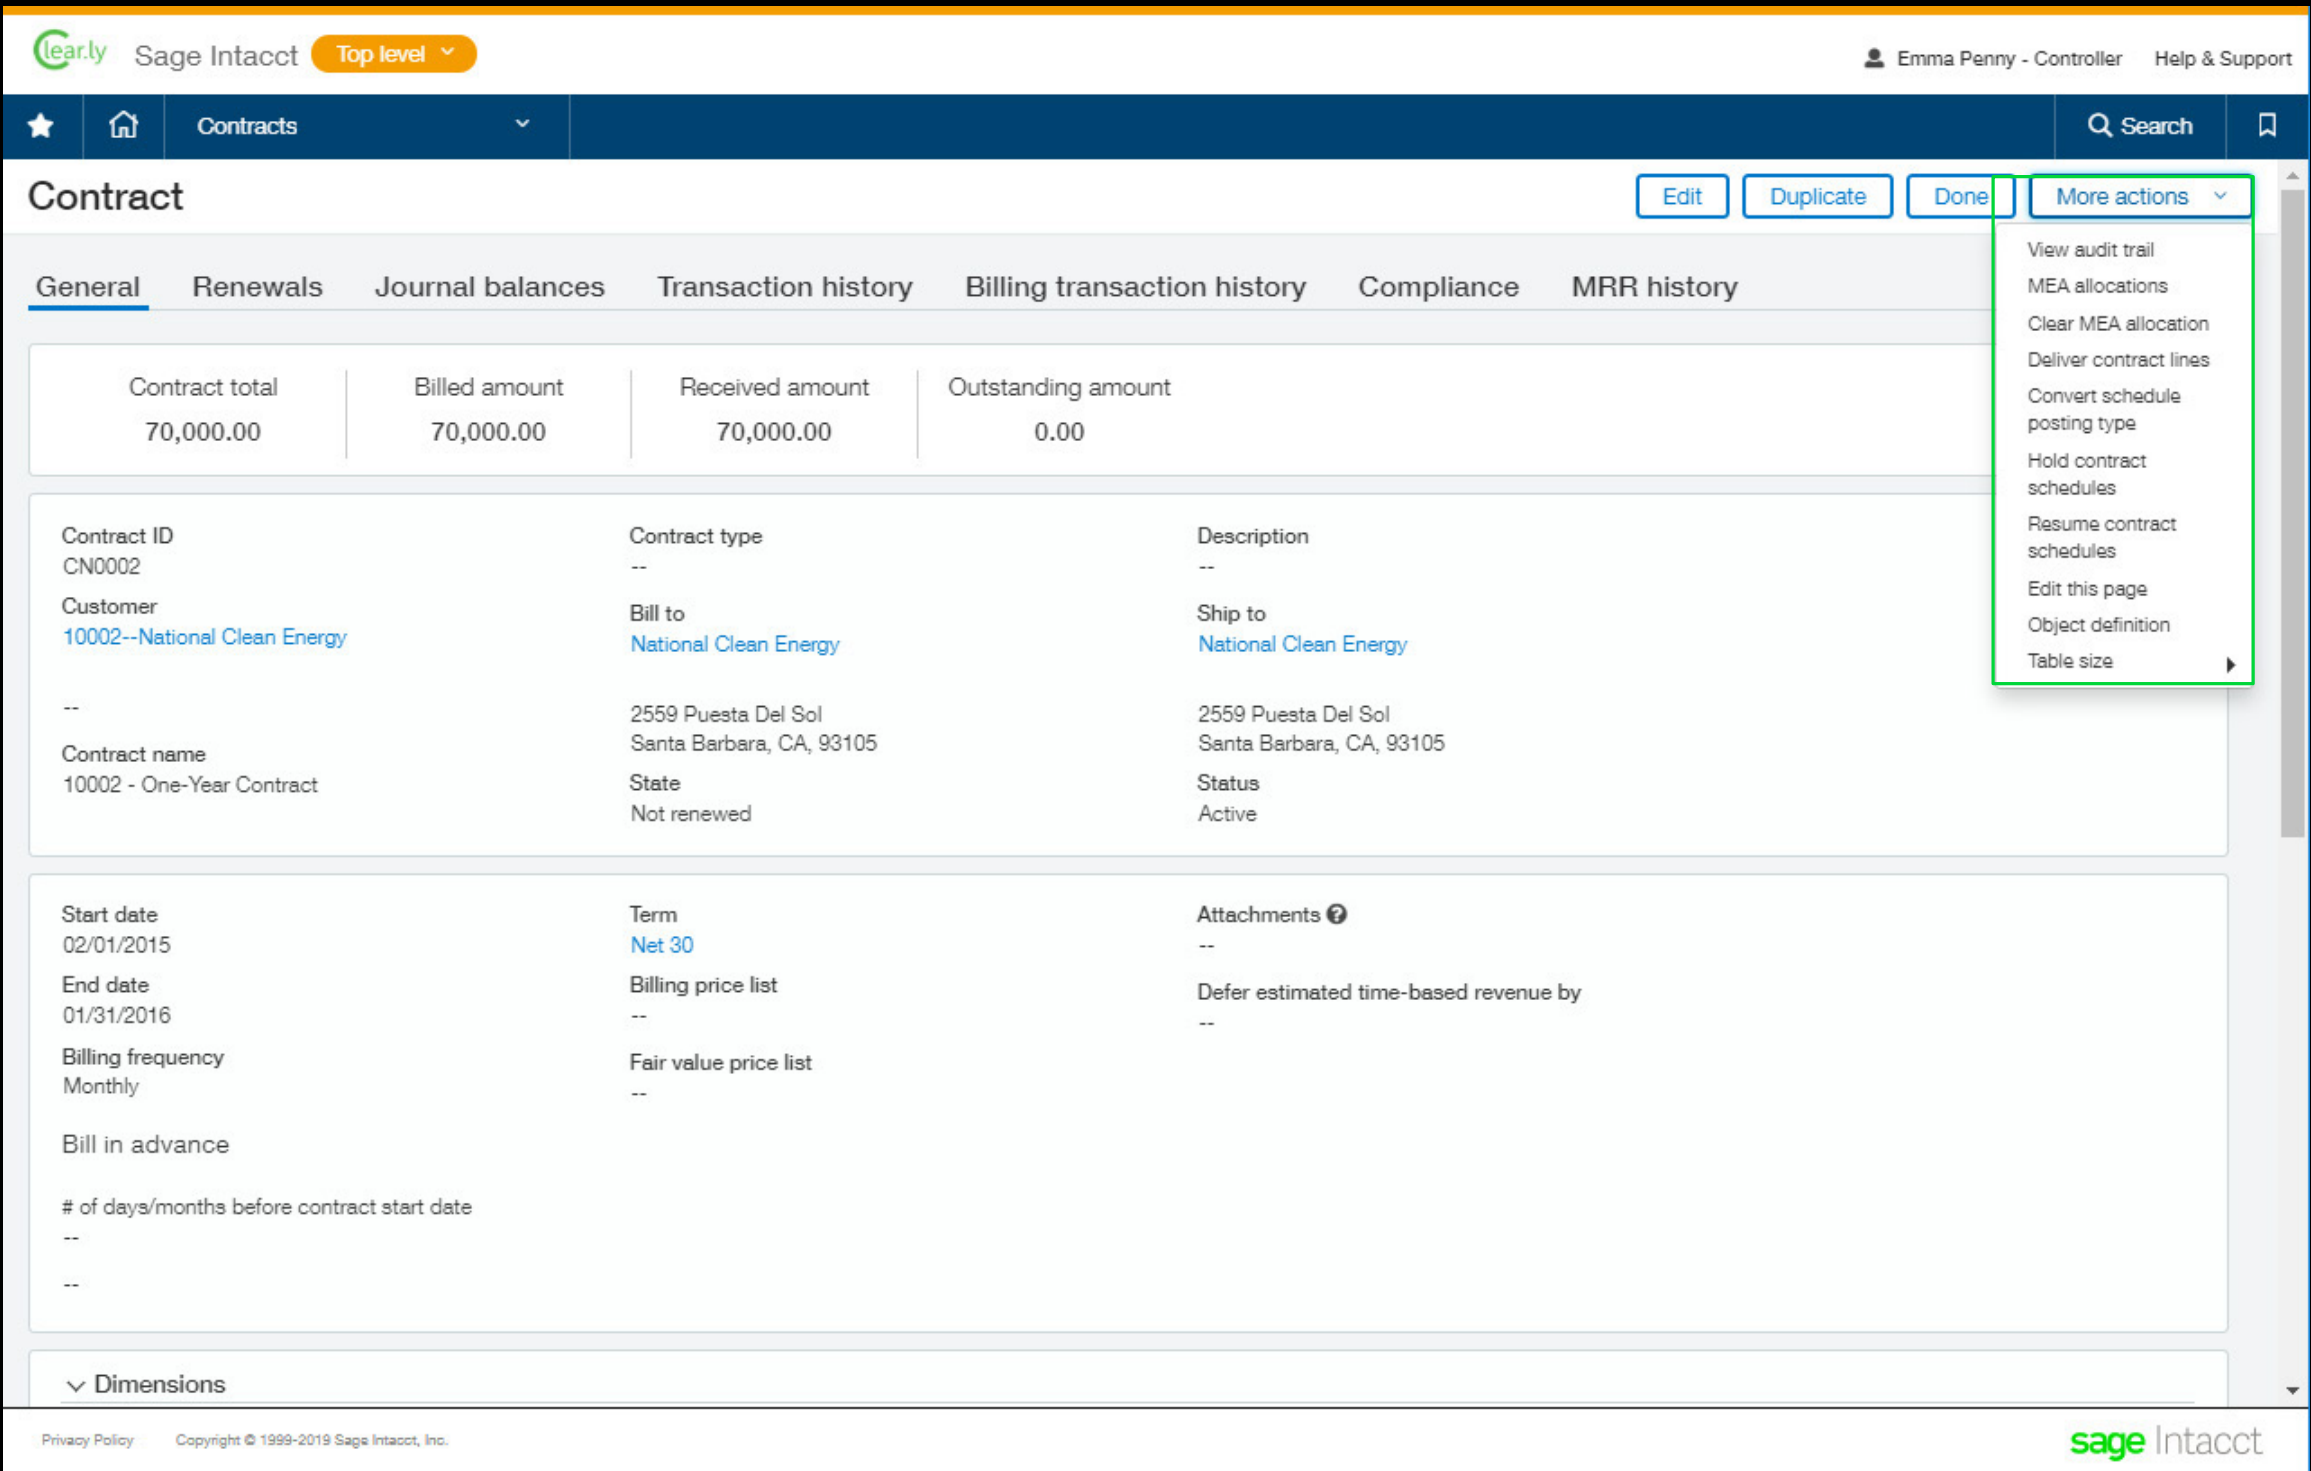 Clear.ly Sage Intacct Top level Emma Penny - Controller Help & Support
Contracts Search
Contract Edit Duplicate Done More actions
General Renewals Journal balances Transaction history Billing transaction history Compliance MRR history
View audit trail
MEA allocations
Clear MEA allocation
Deliver contract lines
Convert schedule
posting type
Hold contract
schedules
Resume contract
schedules
Edit this page
Object definition
Table size
Contract total Billed amount Received amount Outstanding amount
70,000.00 70,000.00 70,000.00 0.00
Contract ID
CN0002
Customer
10002--National Clean Energy
--
Contract name
10002 - One-Year Contract
Contract type
--
Bill to
National Clean Energy
2559 Puesta Del Sol
Santa Barbara, CA, 93105
State
Not renewed
Description
--
Ship to
National Clean Energy
2559 Puesta Del Sol
Santa Barbara, CA, 93105
Status
Active
Start date
02/01/2015
End date
01/31/2016
Billing frequency
Monthly
Bill in advance
# of days/months before contract start date
--
--
Term
Net 30
Billing price list
--
Fair value price list
--
Attachments ?
--
Defer estimated time-based revenue by
--
Dimensions
Privacy Policy Copyright © 1999-2019 Sage Intacct, Inc. sage Intacct